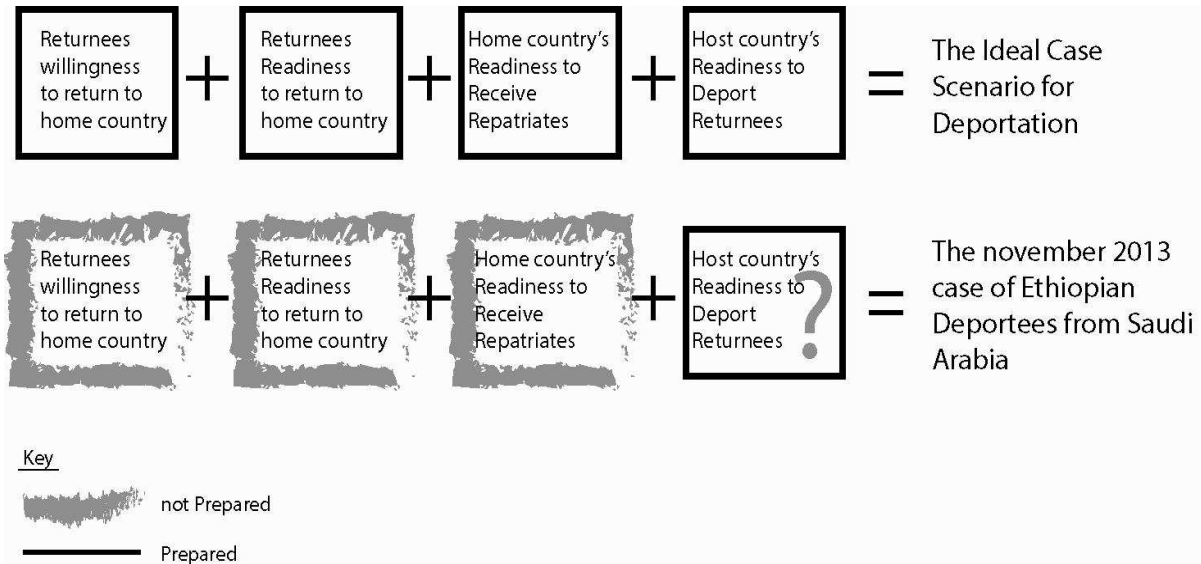 Returnees
willingness
to return to
home country
+
Returnees
Readiness
to return to
home country
+
Home country's
Readiness to
Receive
Repatriates
+
Host country's
Readiness to
Deport
Returnees
=
The Ideal Case
Scenario for
Deportation
Returnees
willingness
to return to
home country
+
Returnees
Readiness
to return to
home country
+
Home country's
Readiness to
Receive
Repatriates
+
Host country's
Readiness to
Deport
Returnees
?
=
The november 2013
case of Ethiopian
Deportees from Saudi
Arabia
Key
not Prepared
Prepared